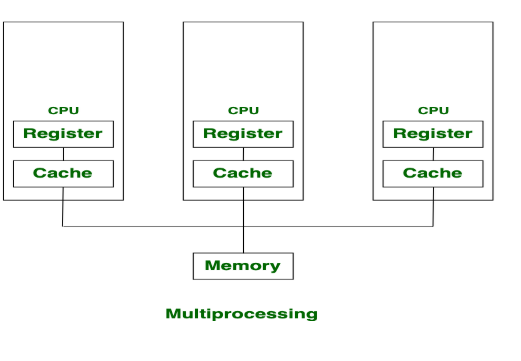 CPU CPU CPU
Register Register Register
Cache Cache Cache
Memory
Multiprocessing